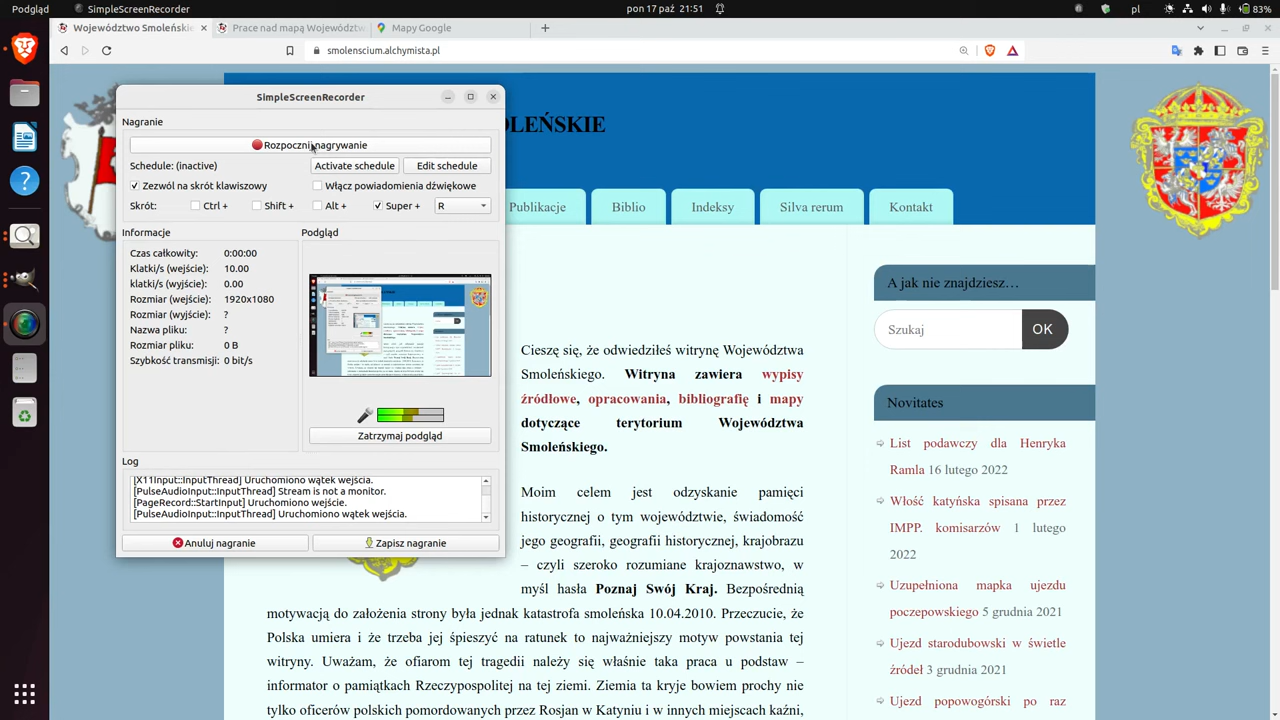 Podgląd
SimpleScreenRecorder
pon 17 paź 21:51
pl
83%
Województwo Smoleńskie
Prace nad mapą Województw
Mapy Google
smolenscium.alchymista.pl
SimpleScreenRecorder
Nagranie
Rozpocznij nagrywanie
Schedule: (inactive)
Activate schedule
Edit schedule
Zezwól na skrót klawiszowy
Włącz powiadomienia dźwiękowe
Skrót:
Ctrl +
Shift +
Alt +
Super +
R
Informacje
Czas całkowity: 0:00:00
Klatki/s (wejście): 10.00
klatki/s (wyjście): 0.00
Rozmiar (wejście): 1920x1080
Rozmiar (wyjście): ?
Nazwa pliku: ?
Rozmiar pliku: 0 B
Szybkość transmisji: 0 bit/s
Podgląd
Zatrzymaj podgląd
Log
[X11Input::InputThread] Uruchomiono wątek wejścia.
[PulseAudioInput::InputThread] Stream is not a monitor.
[PageRecord::StartInput] Uruchomiono wejście.
[PulseAudioInput::InputThread] Uruchomiono wątek wejścia.
Anuluj nagranie
Zapisz nagranie
OLEŃSKIE
Publikacje
Biblio
Indeksy
Silva rerum
Kontakt
Cieszę się, że odwiedziłeś witrynę Województwa
Smoleńskiego. Witryna zawiera wypisy
źródłowe, opracowania, bibliografię i mapy
dotyczące terytorium Województwa
Smoleńskiego.
Moim celem jest odzyskanie pamięci
historycznej o tym województwie, świadomość
jego geografii, geografii historycznej, krajobrazu
– czyli szeroko rozumiane krajoznawstwo, w
myśl hasła Poznaj Swój Kraj. Bezpośrednią
motywacją do założenia strony była jednak katastrofa smoleńska 10.04.2010. Przeczucie, że
Polska umiera i że trzeba jej śpieszyć na ratunek to najważniejszy motyw powstania tej
witryny. Uważam, że ofiarom tej tragedii należy się właśnie taka praca u podstaw –
informator o pamiątkach Rzeczypospolitej na tej ziemi. Ziemia ta kryje bowiem prochy nie
tylko oficerów polskich pomordowanych przez Rosjan w Katyniu i w innych miejscach kaźni,
A jak nie znajdziesz…
Szukaj
OK
Novitates
List podawczy dla Henryka
Ramla 16 lutego 2022
Włość katyńska spisana przez
IMPP. komisarzów 1 lutego
2022
Uzupełniona mapka ujezdu
poczepowskiego 5 grudnia 2021
Ujezd starodubowski w świetle
źródeł 3 grudnia 2021
Ujezd popowogórski po raz